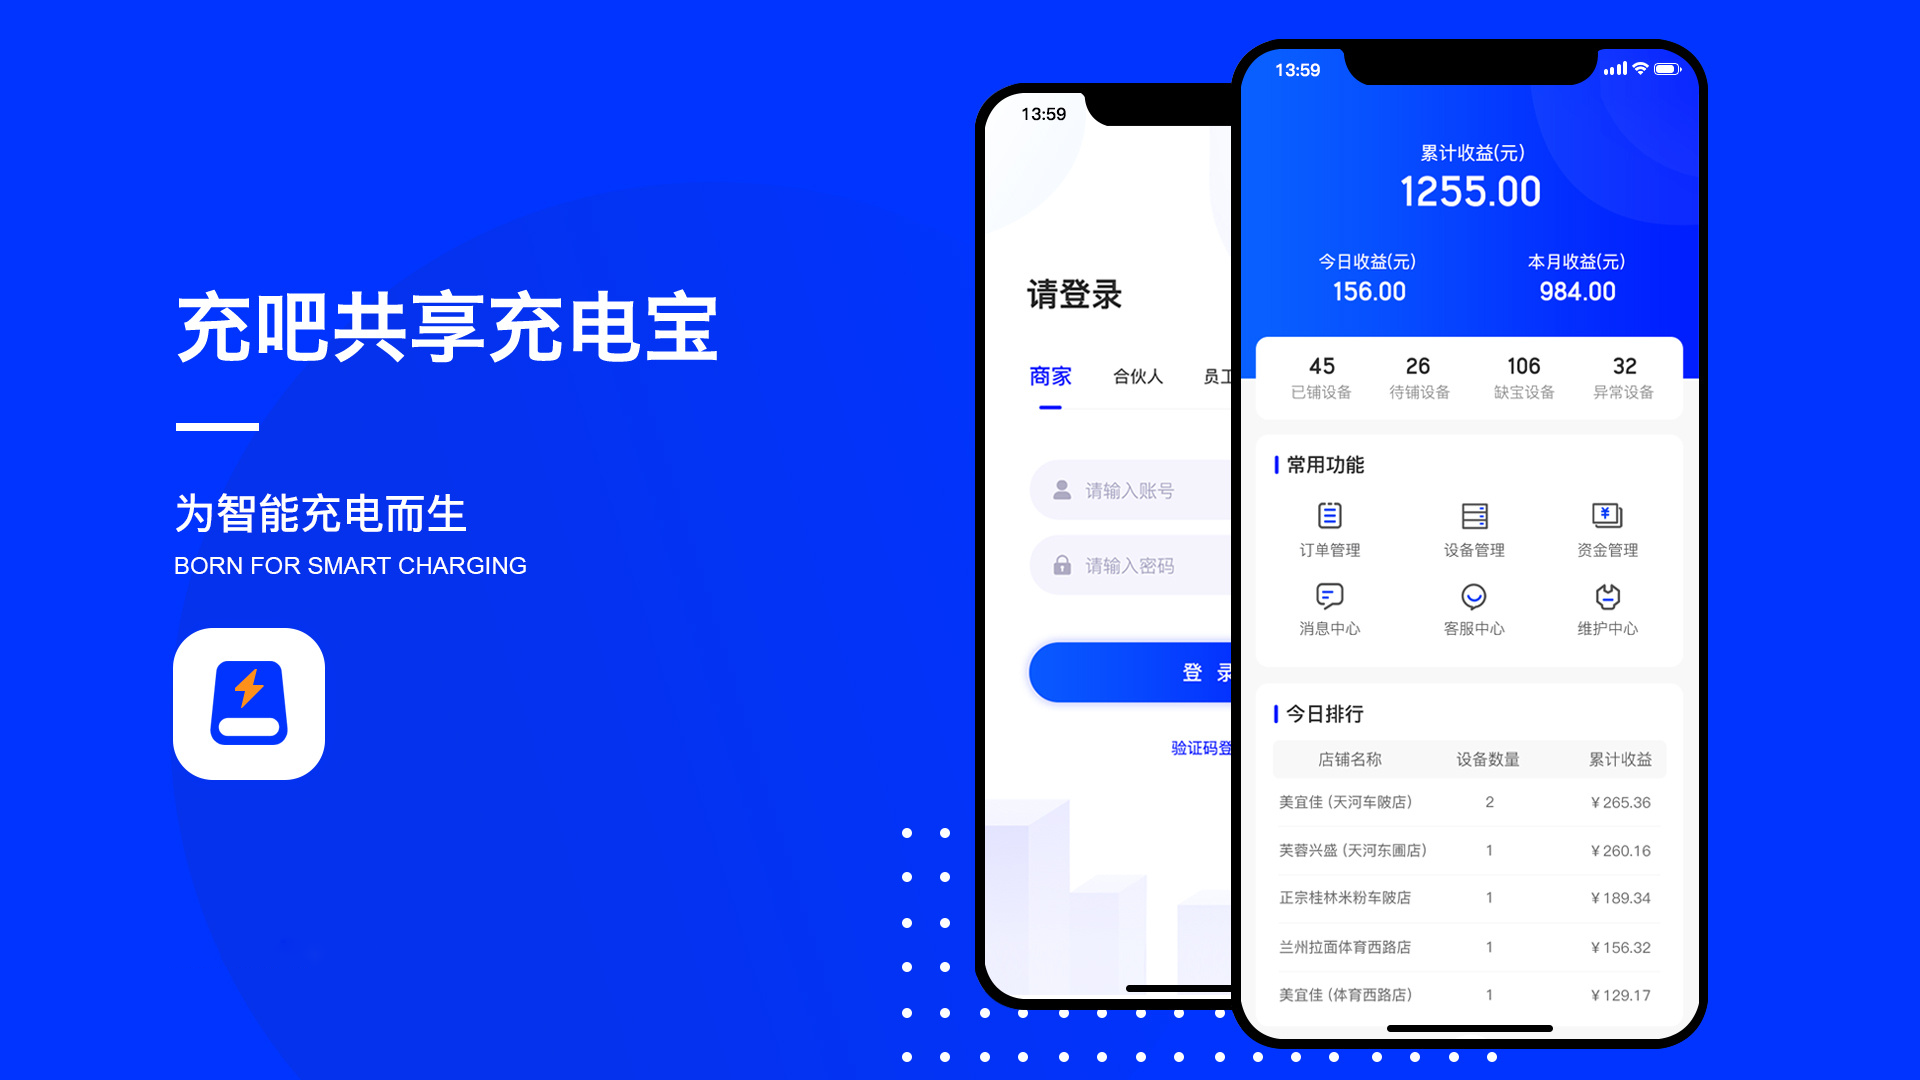 充吧共享充电宝
为智能充电而生
BORN FOR SMART CHARGING
13:59
请登录
商家 合伙人 员工
请输入账号
请输入密码
登 录
验证码登
13:59
累计收益(元)
1255.00
今日收益(元) 本月收益(元)
156.00 984.00
45 26 106 32
已铺设备 待铺设备 缺宝设备 异常设备
常用功能
¥
订单管理 设备管理 资金管理
消息中心 客服中心 维护中心
今日排行
店铺名称 设备数量 累计收益
美宜佳 (天河车陂店) 2 ¥265.36
芙蓉兴盛 (天河东圃店) 1 ¥260.16
正宗桂林米粉车陂店 1 ¥189.34
兰州拉面体育西路店 1 ¥156.32
美宜佳 (体育西路店) 1 ¥129.17